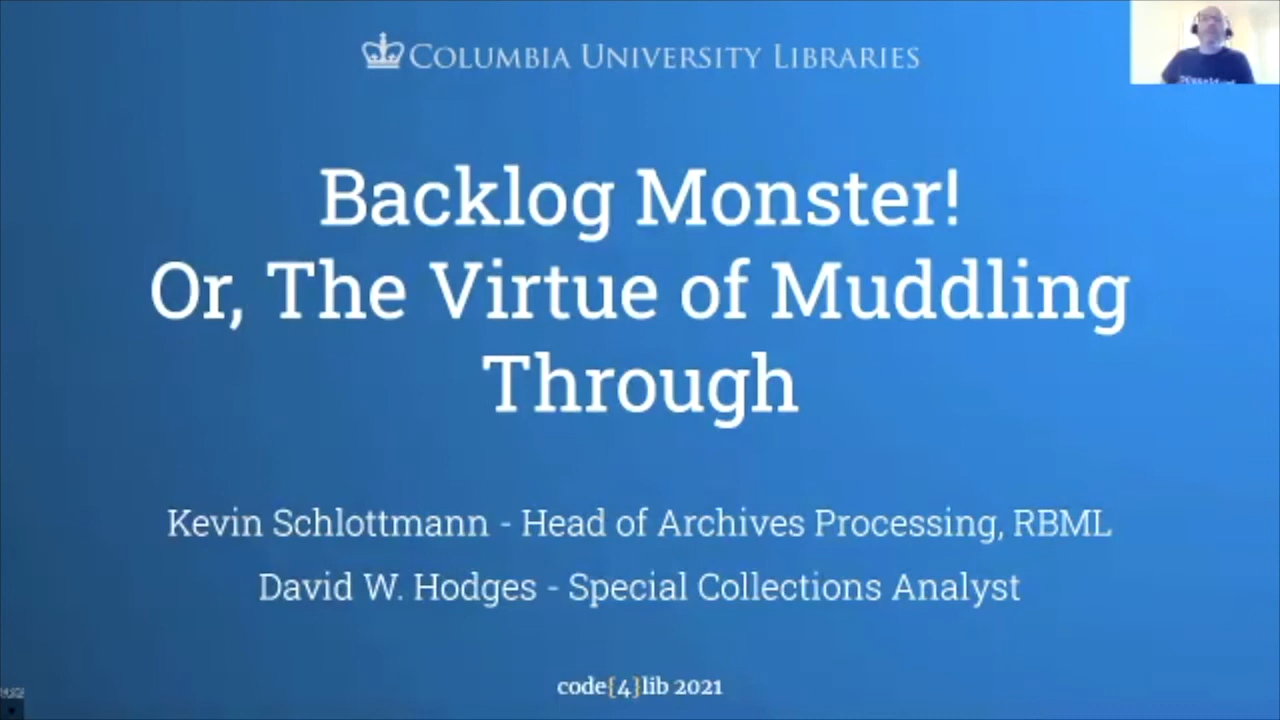 COLUMBIA UNIVERSITY LIBRARIES
Backlog Monster!
Or, The Virtue of Muddling
Through
Kevin Schlottmann - Head of Archives Processing, RBML
David W. Hodges - Special Collections Analyst
code{4}lib 2021